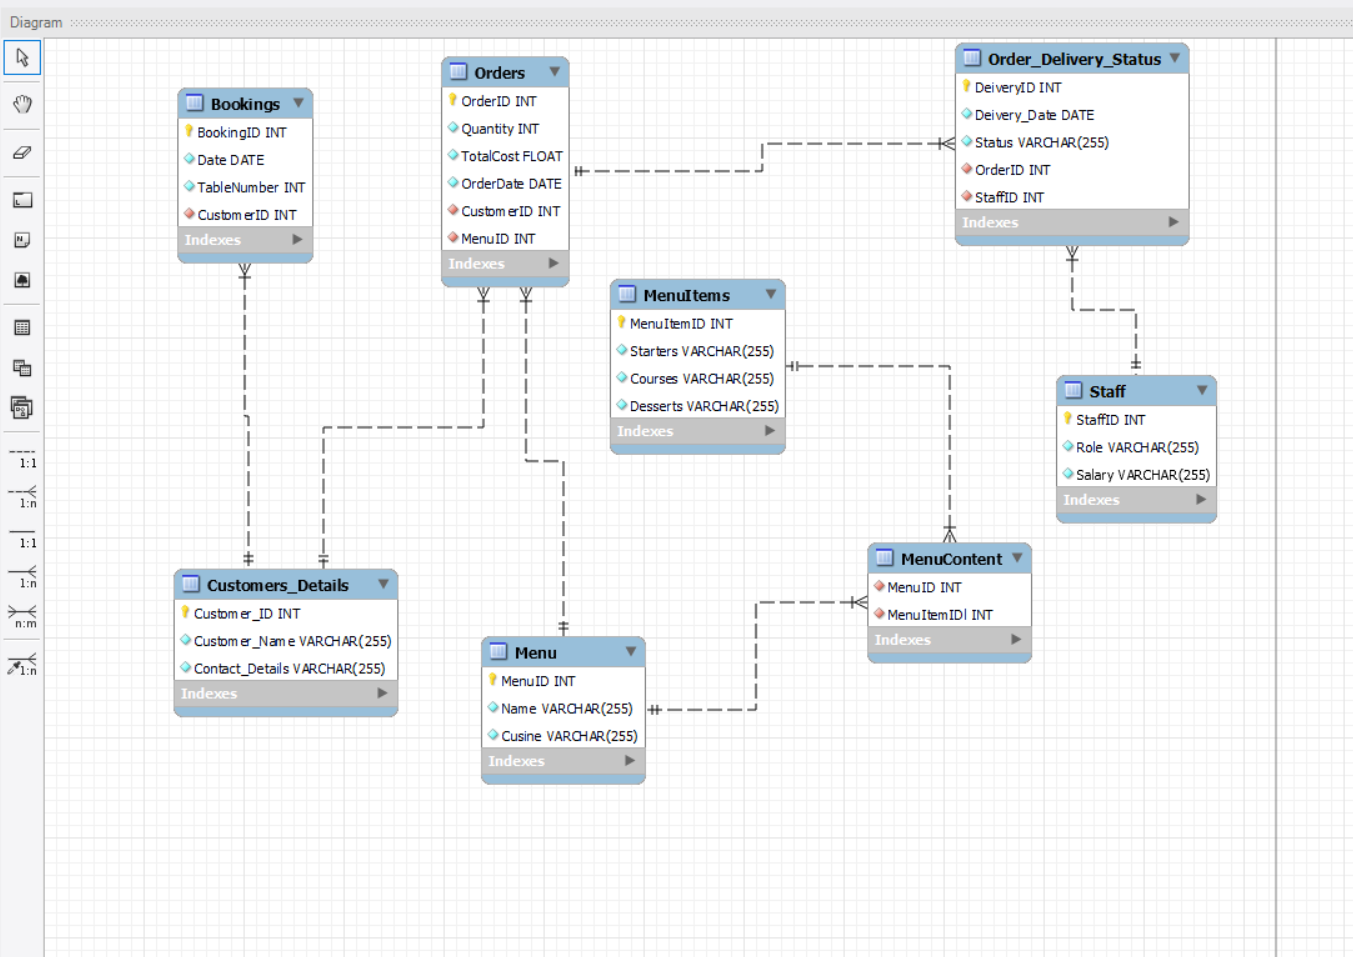 Diagram
Bookings
BookingID INT
Date DATE
TableNumber INT
CustomerID INT
Indexes
Orders
OrderID INT
Quantity INT
TotalCost FLOAT
OrderDate DATE
CustomerID INT
MenuID INT
Indexes
Order_Delivery_Status
DeiveryID INT
Deivery_Date DATE
Status VARCHAR(255)
OrderID INT
StaffID INT
Indexes
MenuItems
MenuItemID INT
Starters VARCHAR(255)
Courses VARCHAR(255)
Desserts VARCHAR(255)
Indexes
Staff
StaffID INT
Role VARCHAR(255)
Salary VARCHAR(255)
Indexes
Customers_Details
Customer_ID INT
Customer_Name VARCHAR(255)
Contact_Details VARCHAR(255)
Indexes
Menu
MenuID INT
Name VARCHAR(255)
Cusine VARCHAR(255)
Indexes
MenuContent
MenuID INT
MenuItemIDl INT
Indexes
1:1
1:n
1:1
1:n
n:m
1:n